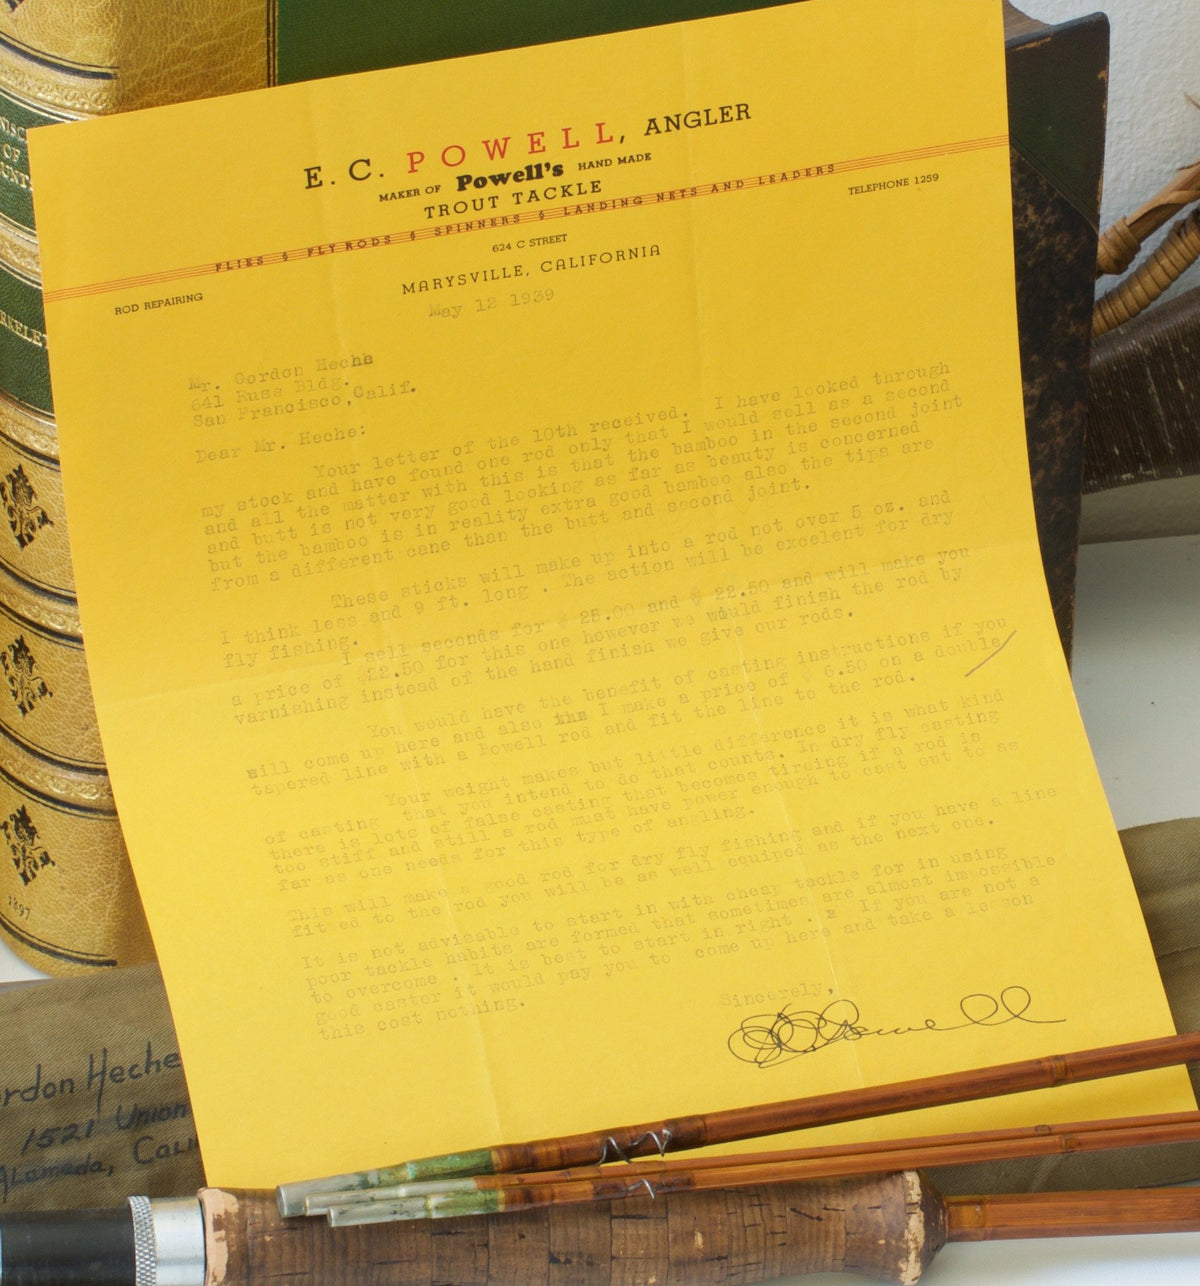 E. C. POWELL, ANGLER
MAKER OF Powell's HAND MADE
TROUT TACKLE
FLIES § FLY RODS § SPINNERS § LANDING NETS AND LEADERS
624 C STREET
TELEPHONE 1259
MARYSVILLE, CALIFORNIA
ROD REPAIRING
May 12 1939
Mr. Gordon Heche
641 Russ Bldg.
San Francisco,Calif.
Dear Mr. Heche:
Your letter of the 10th received. I have looked through
my stock and have found one rod only that I would sell as a second
and all the matter with this is that the bamboo in the second joint
and butt is not very good looking as far as beauty is concerned
but the bamboo is in reality extra good bamboo also the tips are
from a different cane than the butt and second joint.
These sticks will make up into a rod not over 5 oz. and
I think less and 9 ft. long . The action will be excelent for dry
fly fishing.
I sell seconds for $ 25.00 and $ 22.50 and will make you
a price of $22.50 for this one however we would finish the rod by
varnishing instead of the hand finish we give our rods.
You would have the benefit of casting instructions if you
will come up here and also I make a price of $ 6.50 on a double
tapered line with a Powell rod and fit the line to the rod.
Your weight makes but little difference it is what kind
of casting that you intend to do that counts. In dry fly casting
there is lots of false casting that becomes tireing if a rod is
too stiff and still a rod must have power enough to cast out to as
far as one needs for this type of angling.
This will make a good rod for dry fly fishing and if you have a line
fitted to the rod you will be as well equiped as the next one.
It is not advisable to start in with cheap tackle for in using
poor tackle habits are formed that sometimes are almost impossible
to overcome . It is best to start in right . If you are not a
good caster it would pay you to come up here and take a lesson
this cost nothing.
Sincerely,
E C Powell
rdon Heche
1521 Union
Alameda, Cali
1897